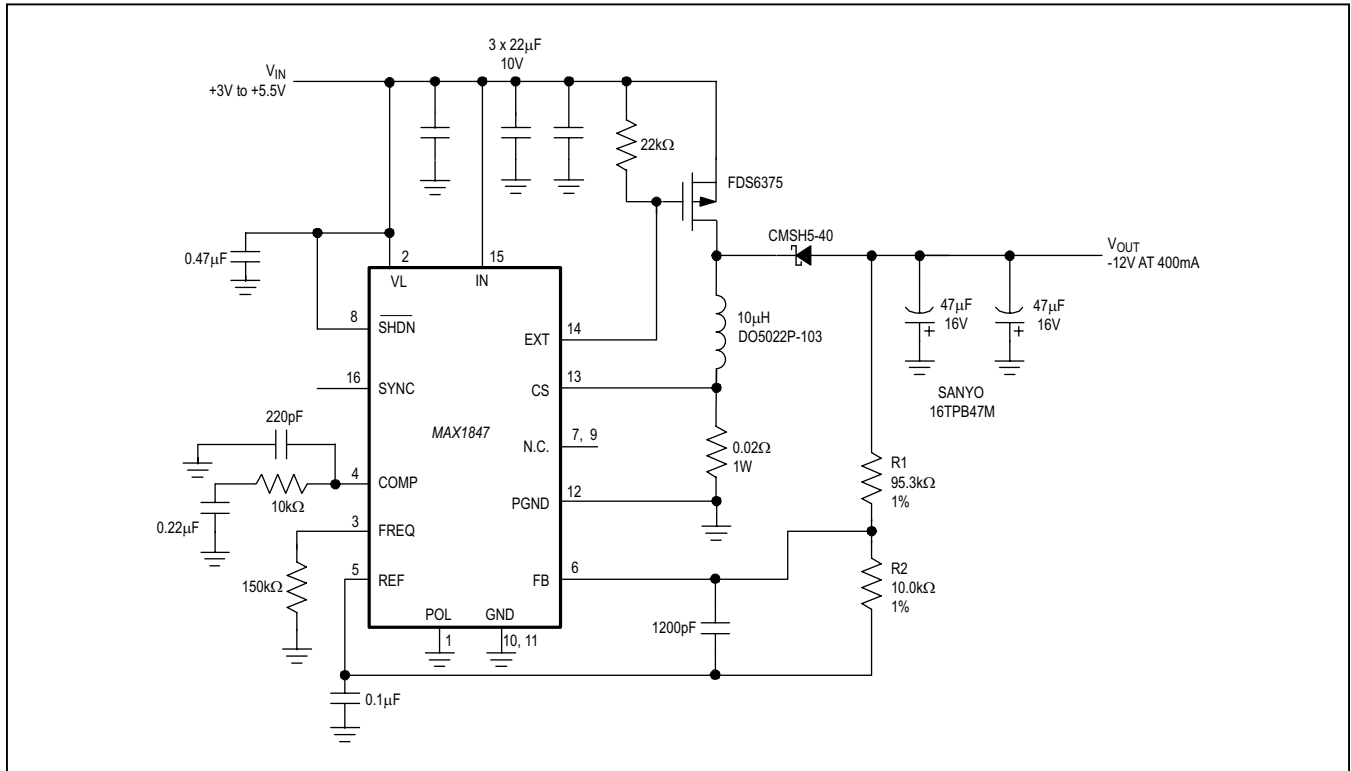 3 x 22μF
10V
VIN
+3V to +5.5V
22kΩ
FDS6375
CMSH5-40
VOUT
-12V AT 400mA
0.47μF
2
15
VL
IN
47μF
16V
47μF
16V
10μH
DO5022P-103
8
SHDN
EXT
14
16
SYNC
CS
13
SANYO
16TPB47M
220pF
MAX1847
N.C.
7, 9
0.02Ω
1W
R1
95.3kΩ
1%
4
COMP
10kΩ
PGND
12
0.22μF
3
FREQ
150kΩ
5
REF
FB
6
R2
10.0kΩ
1%
POL
GND
1
10, 11
1200pF
0.1μF